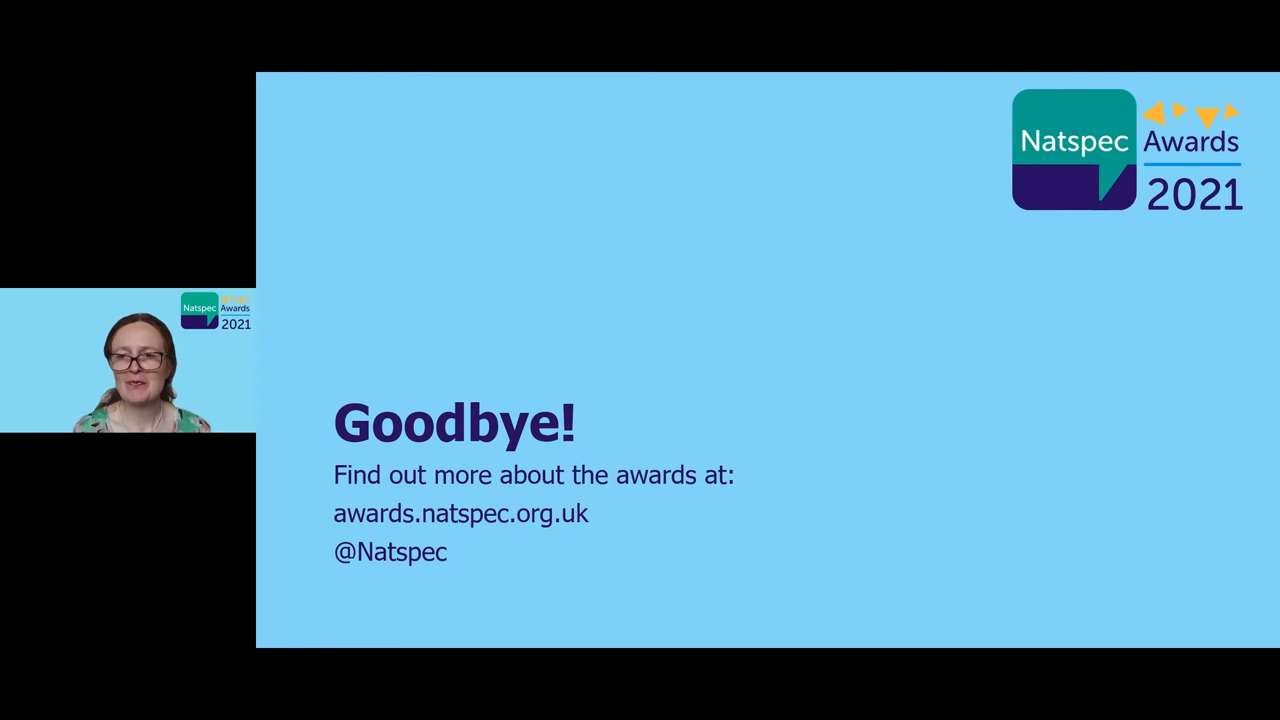 Natspec Awards
2021
Natspec Awards
2021
Goodbye!
Find out more about the awards at:
awards.natspec.org.uk
@Natspec